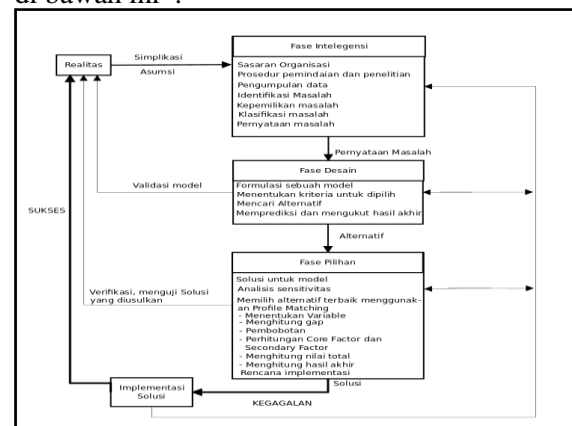 di bawah ini :
Fase Intelegensi
Realitas
Simplikasi
Asumsi
Sasaran Organisasi
Prosedur pemindaian dan penelitian
Pengumpulan data
Identifikasi Masalah
Kepemilikan masalah
Klasifikasi masalah
Pernyataan masalah
Pernyataan Masalah
Fase Desain
Validasi model
Formulasi sebuah model
Menentukan kriteria untuk dipilih
Mencari Alternatif
Memprediksi dan mengukut hasil akhir
SUKSES
Alternatif
Fase Pilihan
Verifikasi, menguji Solusi
yang diusulkan
Solusi untuk model
Analisis sensitivitas
Memilih alternatif terbaik menggunak-
an Profile Matching
- Menentukan Variable
- Menghitung gap
- Pembobotan
- Perhitungan Core Factor dan
Secondary Factor
- Menghitung nilai total
- Menghitung hasil akhir
Rencana implementasi
Solusi
Implementasi
Solusi
KEGAGALAN